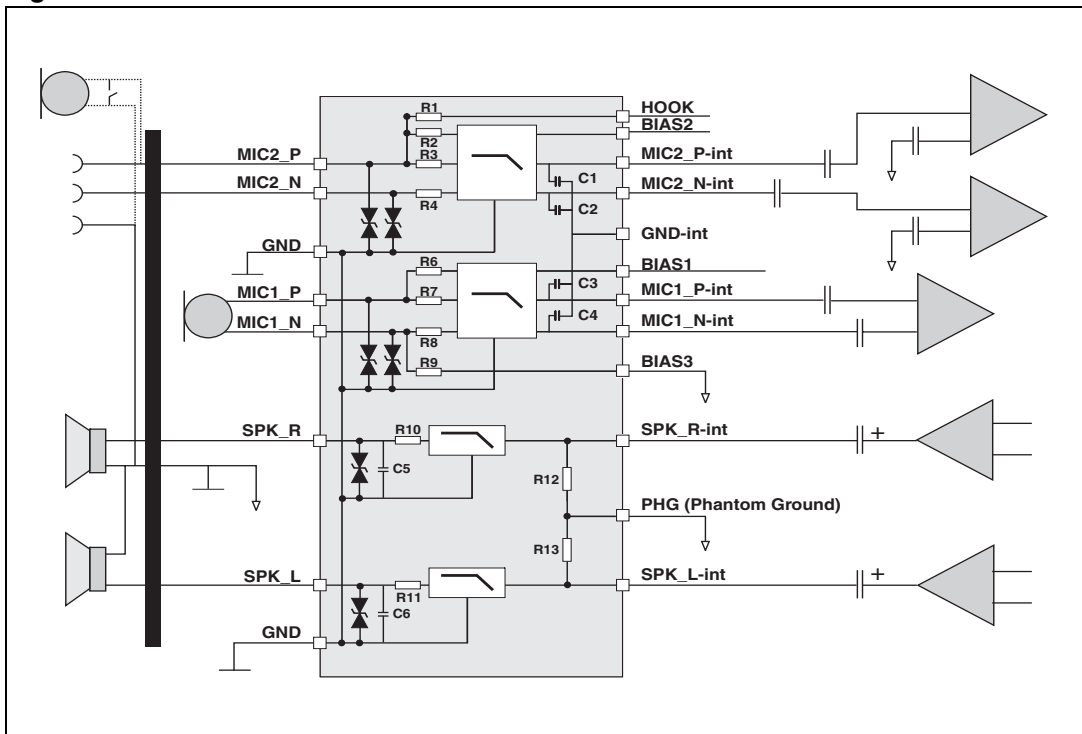 R1
HOOK
R2
BIAS2
MIC2_P
R3
MIC2_P-int
C1
MIC2_N
R4
MIC2_N-int
C2
GND
GND-int
R6
BIAS1
C3
MIC1_P
R7
MIC1_P-int
C4
MIC1_N
R8
MIC1_N-int
R9
BIAS3
SPK_R
R10
SPK_R-int
+
C5
R12
PHG (Phantom Ground)
R13
SPK_L
R11
SPK_L-int
+
C6
GND